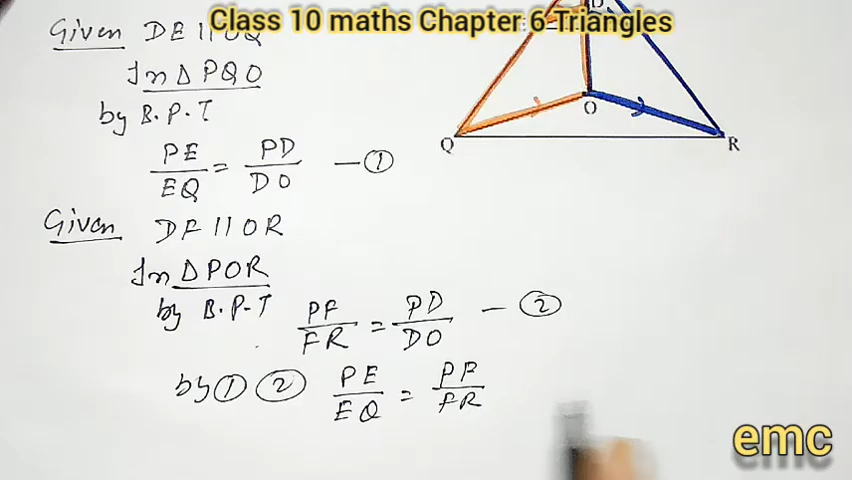 Class 10 maths Chapter 6 Triangles
Given DE || OQ
In Δ PQO
by B.P.T
PE/EQ = PD/DO — ①
Given DF || OR
In Δ POR
by B.P.T PF/FR = PD/DO — ②
by ① ② PE/EQ = PF/FR
D
O
Q
R
emc